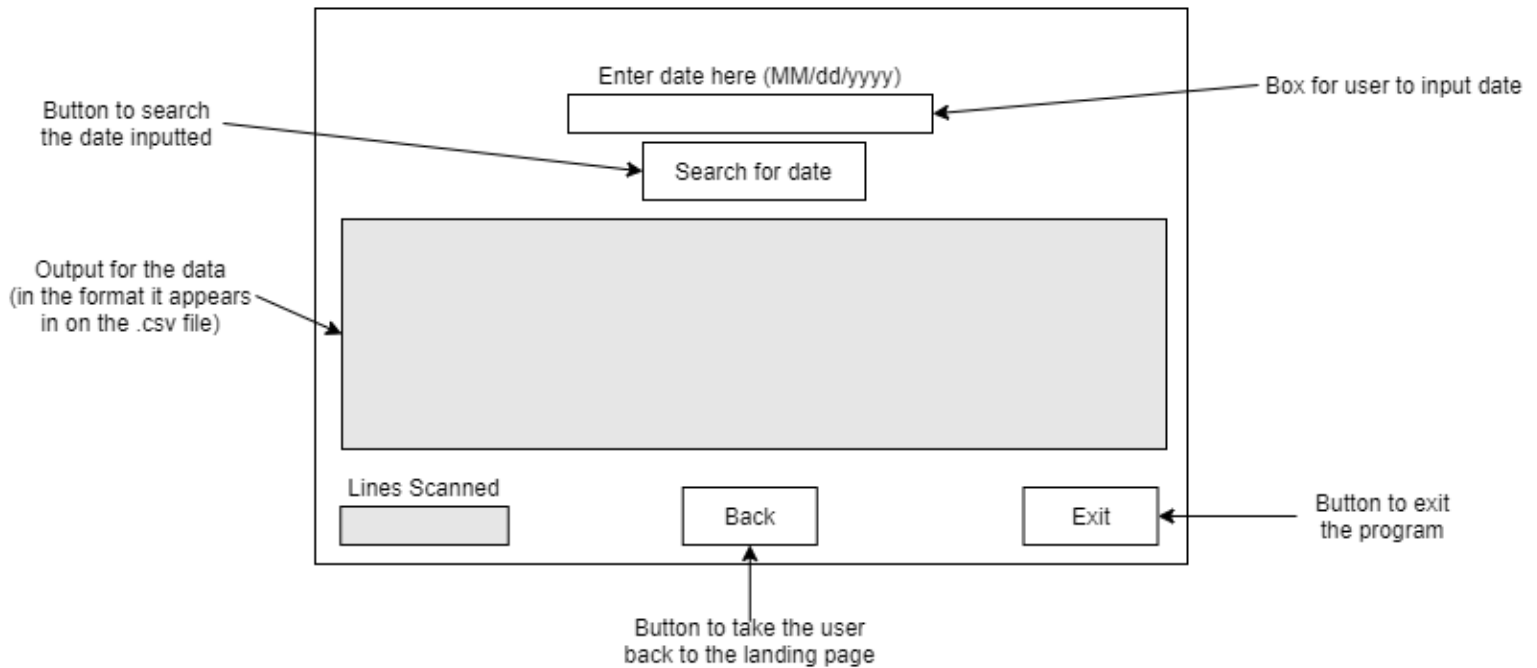 Enter date here (MM/dd/yyyy)
Box for user to input date
Button to search
the date inputted
Search for date
Output for the data
(in the format it appears
in on the .csv file)
Lines Scanned
Back
Exit
Button to exit
the program
Button to take the user
back to the landing page